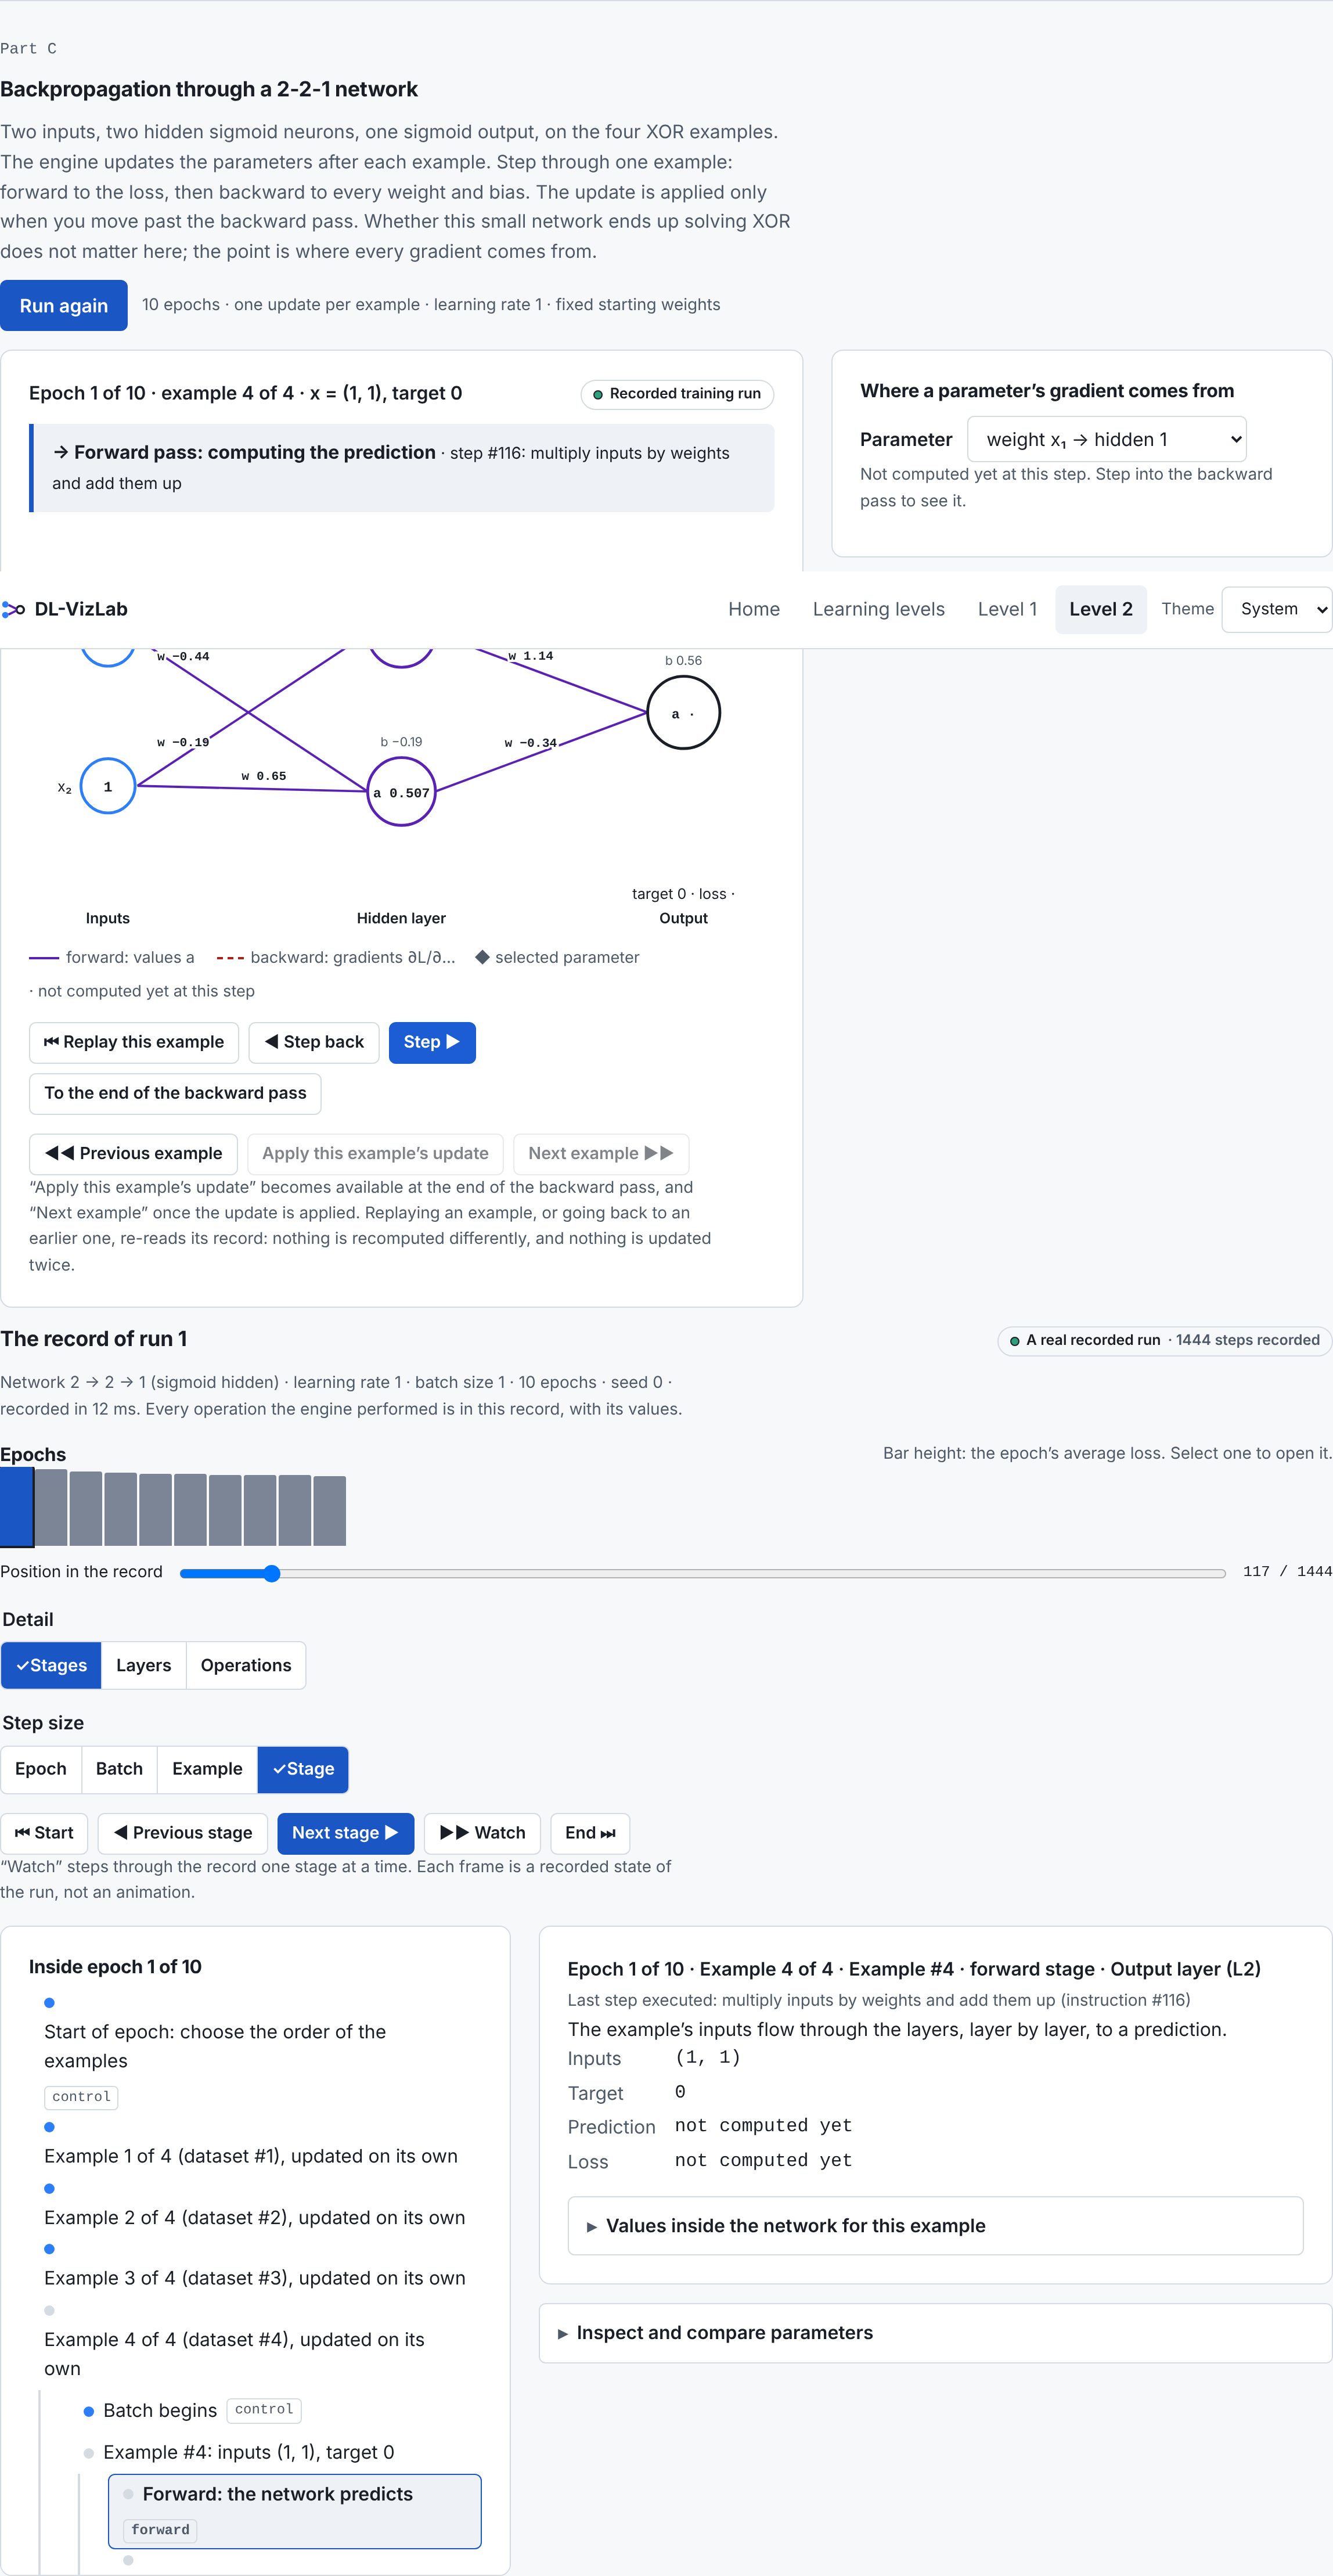 Part C
Backpropagation through a 2-2-1 network
Two inputs, two hidden sigmoid neurons, one sigmoid output, on the four XOR examples.
The engine updates the parameters after each example. Step through one example:
forward to the loss, then backward to every weight and bias. The update is applied only
when you move past the backward pass. Whether this small network ends up solving XOR
does not matter here; the point is where every gradient comes from.
Run again
10 epochs · one update per example · learning rate 1 · fixed starting weights
Epoch 1 of 10 · example 4 of 4 · x = (1, 1), target 0
Recorded training run
→ Forward pass: computing the prediction · step #116: multiply inputs by weights
and add them up
Where a parameter’s gradient comes from
Parameter
weight x₁ → hidden 1
Not computed yet at this step. Step into the backward
pass to see it.
DL-VizLab
Home
Learning levels
Level 1
Level 2
Theme
System
w −0.44
w 1.14
b 0.56
a ·
w −0.19
b −0.19
w −0.34
w 0.65
x₂
1
a 0.507
target 0 · loss ·
Inputs
Hidden layer
Output
forward: values a
backward: gradients ∂L/∂…
◆ selected parameter
· not computed yet at this step
⏮ Replay this example
◀ Step back
Step ▶
To the end of the backward pass
◀◀ Previous example
Apply this example’s update
Next example ▶▶
“Apply this example’s update” becomes available at the end of the backward pass, and
“Next example” once the update is applied. Replaying an example, or going back to an
earlier one, re-reads its record: nothing is recomputed differently, and nothing is updated
twice.
The record of run 1
A real recorded run · 1444 steps recorded
Network 2 → 2 → 1 (sigmoid hidden) · learning rate 1 · batch size 1 · 10 epochs · seed 0 ·
recorded in 12 ms. Every operation the engine performed is in this record, with its values.
Epochs
Bar height: the epoch’s average loss. Select one to open it.
Position in the record
117 / 1444
Detail
✓Stages
Layers
Operations
Step size
Epoch
Batch
Example
✓Stage
⏮ Start
◀ Previous stage
Next stage ▶
▶▶ Watch
End ⏭
“Watch” steps through the record one stage at a time. Each frame is a recorded state of
the run, not an animation.
Inside epoch 1 of 10
Start of epoch: choose the order of the
examples
control
Example 1 of 4 (dataset #1), updated on its own
Example 2 of 4 (dataset #2), updated on its own
Example 3 of 4 (dataset #3), updated on its own
Example 4 of 4 (dataset #4), updated on its
own
Batch begins
control
Example #4: inputs (1, 1), target 0
Forward: the network predicts
forward
Epoch 1 of 10 · Example 4 of 4 · Example #4 · forward stage · Output layer (L2)
Last step executed: multiply inputs by weights and add them up (instruction #116)
The example’s inputs flow through the layers, layer by layer, to a prediction.
Inputs (1, 1)
Target 0
Prediction not computed yet
Loss not computed yet
▶ Values inside the network for this example
▶ Inspect and compare parameters